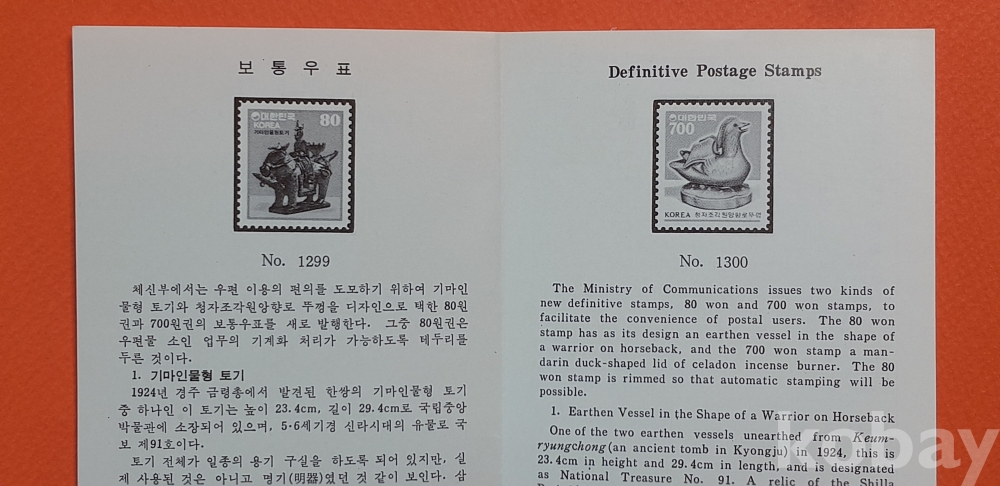 보통우표
대한민국 80
KOREA
기마인물형토기
No. 1299
체신부에서는 우편 이용의 편의를 도모하기 위하여 기마인
물형 토기와 청자조각원앙향로 뚜껑을 디자인으로 택한 80원
권과 700원권의 보통우표를 새로 발행한다. 그중 80원권은
우편물 소인 업무의 기계화 처리가 가능하도록 테두리를
두른 것이다.
1. 기마인물형 토기
1924년 경주 금령총에서 발견된 한쌍의 기마인물형 토기
중 하나인 이 토기는 높이 23.4cm, 길이 29.4cm로 국립중앙
박물관에 소장되어 있으며, 5·6세기경 신라시대의 유물로 국
보 제91호이다.
토기 전체가 일종의 용기 구실을 하도록 되어 있지만, 실
제 사용된 것은 아니고 명기(明器)였던 것 같이 보인다. 삼
Definitive Postage Stamps
대한민국
700
KOREA 청자조각원앙향로뚜껑
No. 1300
The Ministry of Communications issues two kinds of
new definitive stamps, 80 won and 700 won stamps, to
facilitate the convenience of postal users. The 80 won
stamp has as its design an earthen vessel in the shape of
a warrior on horseback, and the 700 won stamp a man-
darin duck-shaped lid of celadon incense burner. The 80
won stamp is rimmed so that automatic stamping will be
possible.
1. Earthen Vessel in the Shape of a Warrior on Horseback
One of the two earthen vessels unearthed from Keum-
ryungchong (an ancient tomb in Kyongju) in 1924, this is
23.4cm in height and 29.4cm in length, and is designated
as National Treasure No. 91. A relic of the Shilla
kobay